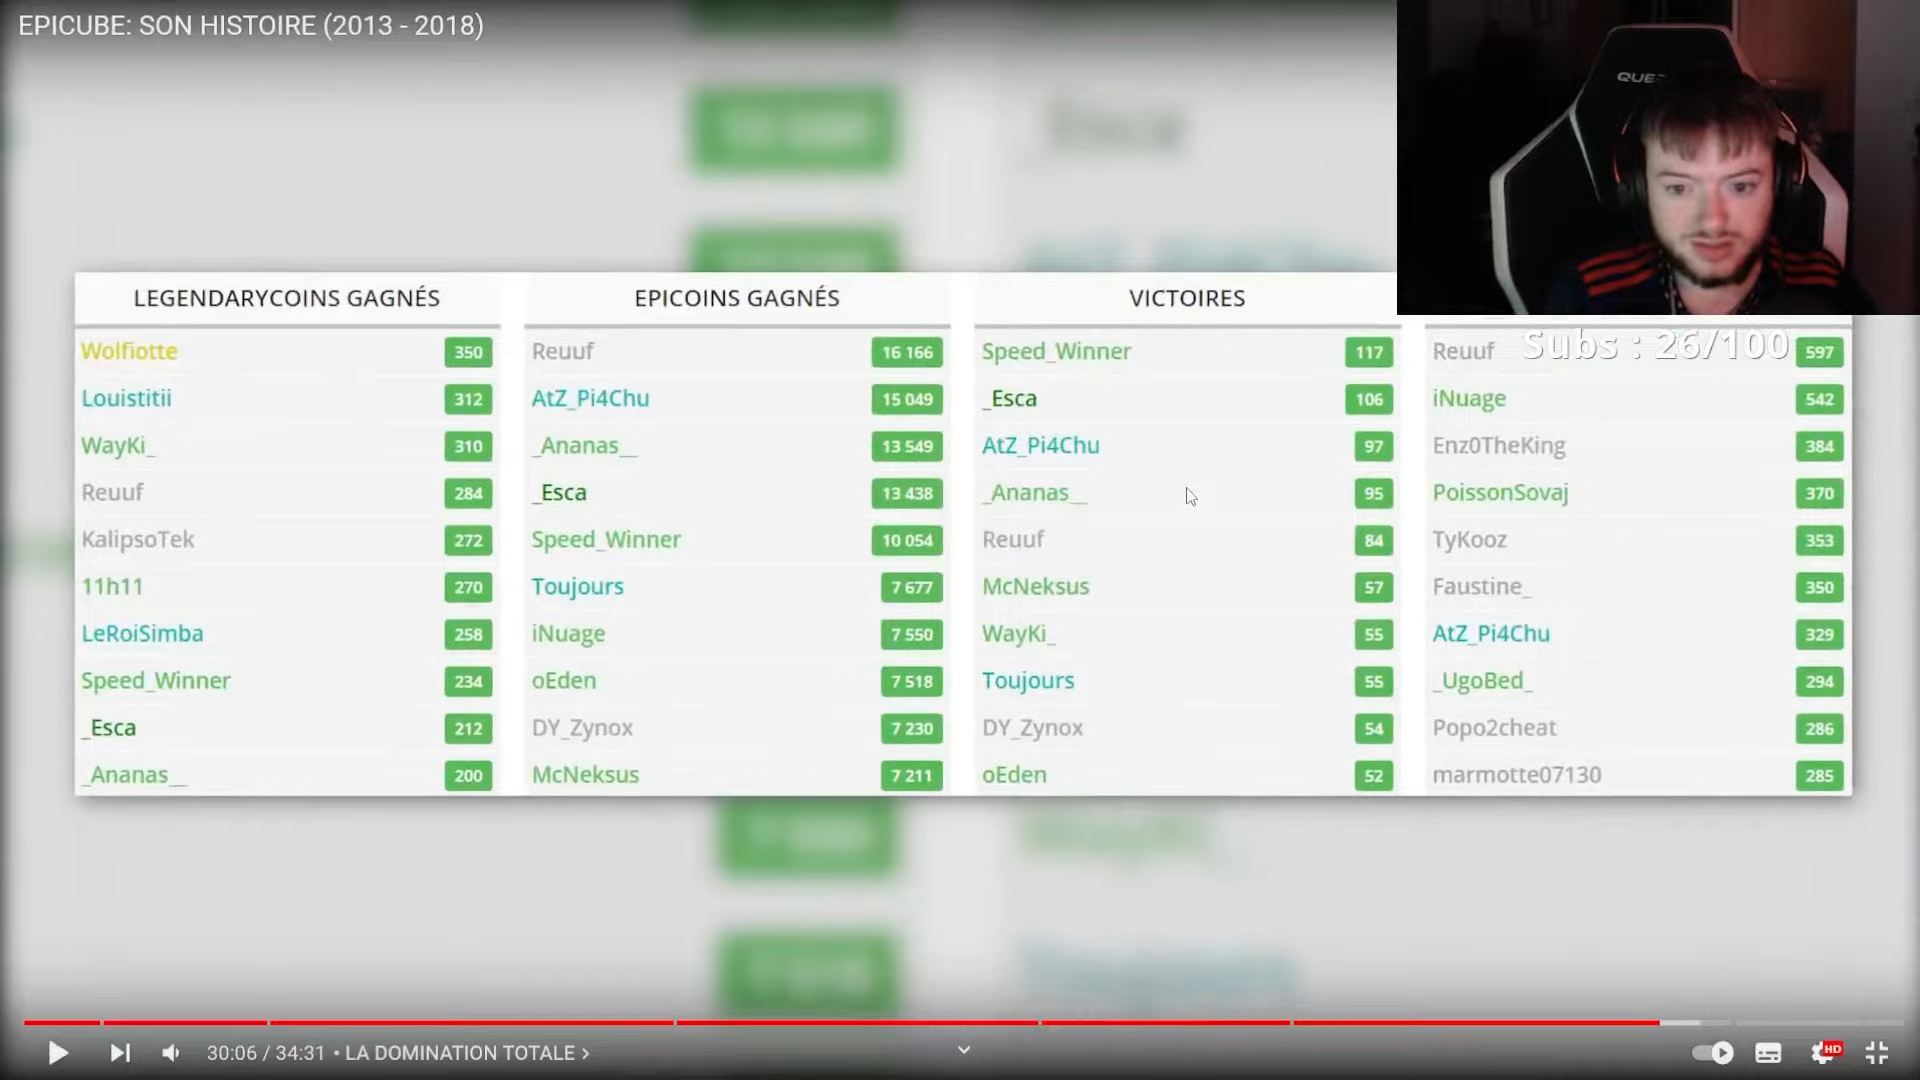 EPICUBE: SON HISTOIRE (2013 - 2018)
QUE
Subs : 26/100
LEGENDARYCOINS GAGNÉS
Wolfiotte 350
Louistitii 312
WayKi_ 310
Reuuf 284
KalipsoTek 272
11h11 270
LeRoiSimba 258
Speed_Winner 234
_Esca 212
_Ananas__ 200
EPICOINS GAGNÉS
Reuuf 16 166
AtZ_Pi4Chu 15 049
_Ananas__ 13 549
_Esca 13 438
Speed_Winner 10 054
Toujours 7 677
iNuage 7 550
oEden 7 518
DY_Zynox 7 230
McNeksus 7 211
VICTOIRES
Speed_Winner 117
_Esca 106
AtZ_Pi4Chu 97
_Ananas__ 95
Reuuf 84
McNeksus 57
WayKi_ 55
Toujours 55
DY_Zynox 54
oEden 52
Reuuf 597
iNuage 542
Enz0TheKing 384
PoissonSovaj 370
TyKooz 353
Faustine_ 350
AtZ_Pi4Chu 329
_UgoBed_ 294
Popo2cheat 286
marmotte07130 285
30:06 / 34:31 • LA DOMINATION TOTALE >
HD